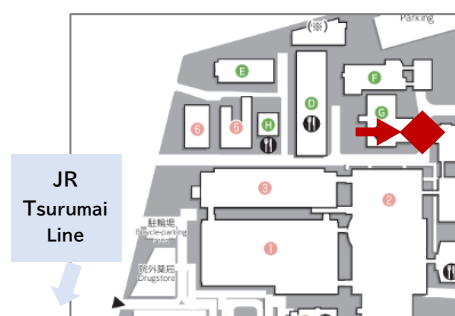 Parking
(※)
E
F
D
G
H
6
5
3
2
1
JR
Tsurumai
Line
駐輪場
Bicycle-parking
院外薬局
Drugstore